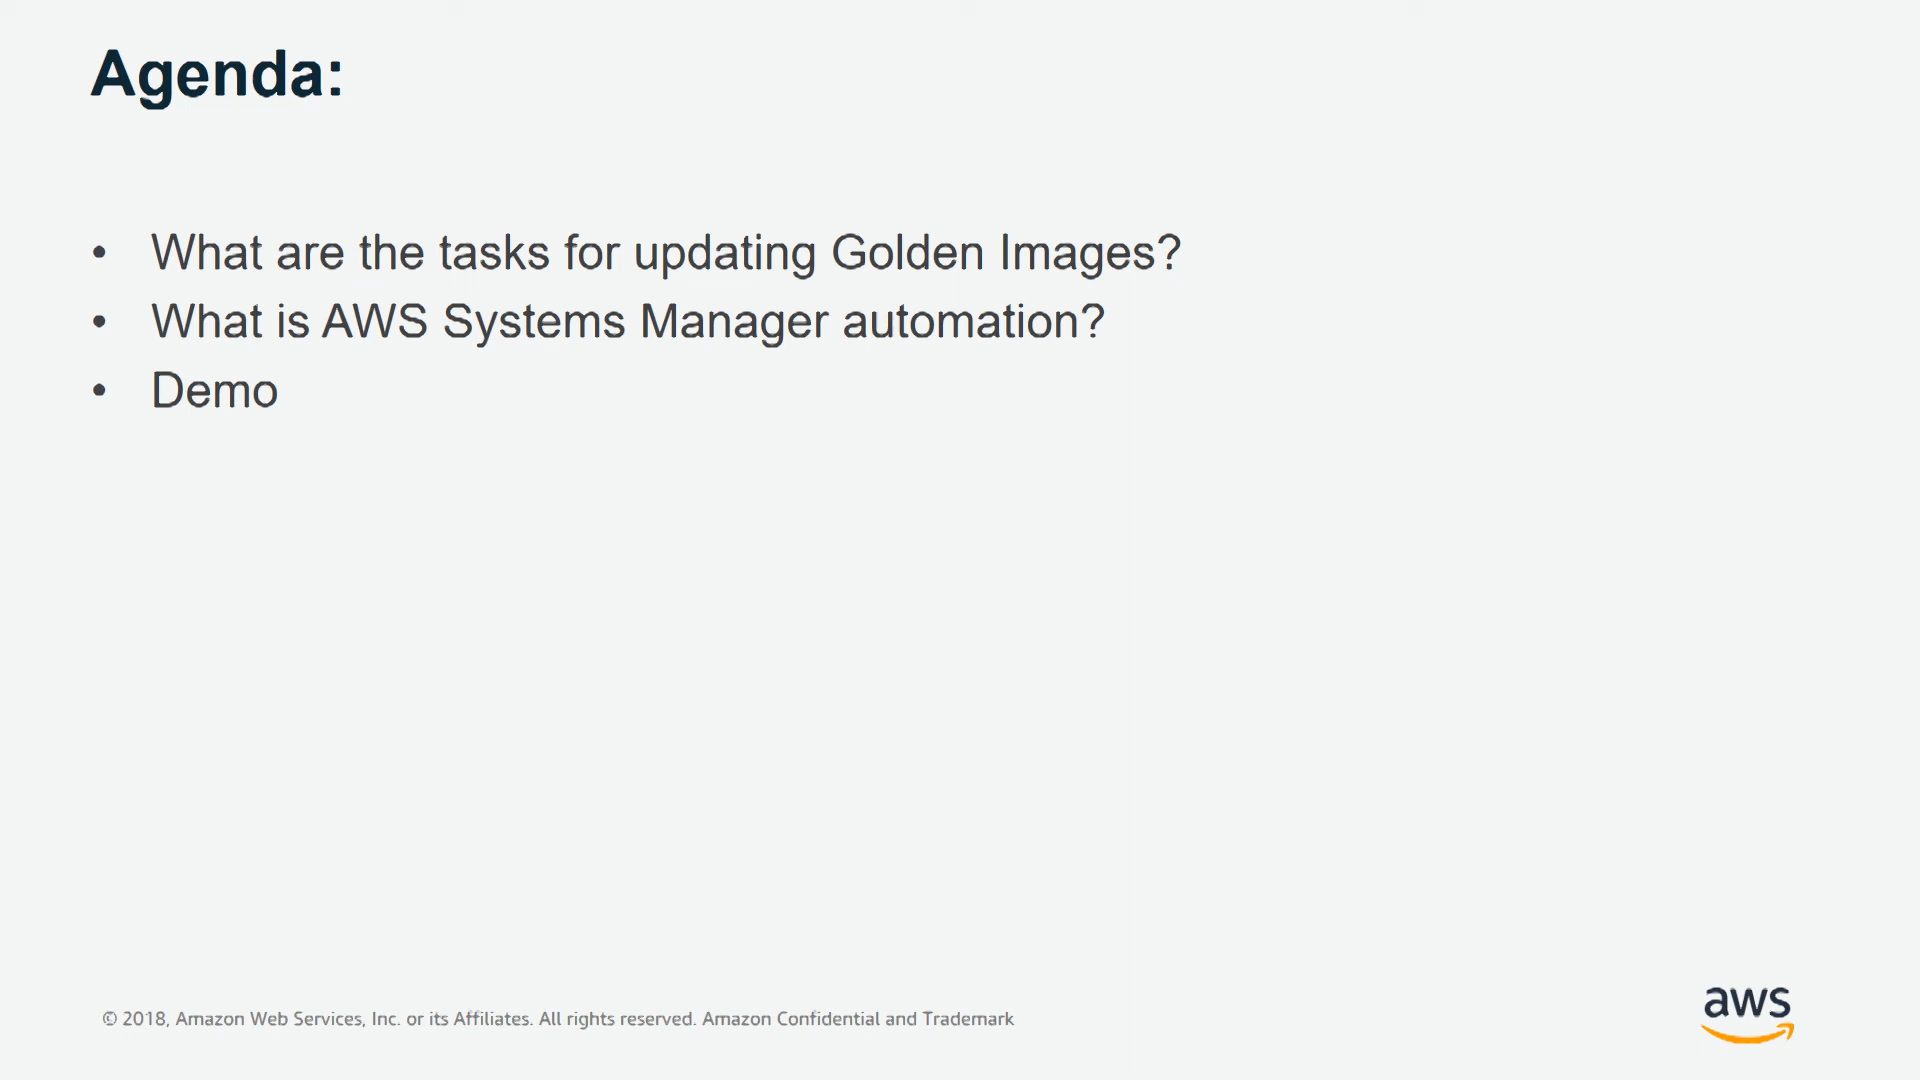 Agenda:
• What are the tasks for updating Golden Images?
• What is AWS Systems Manager automation?
• Demo
© 2018, Amazon Web Services, Inc. or its Affiliates. All rights reserved. Amazon Confidential and Trademark
aws